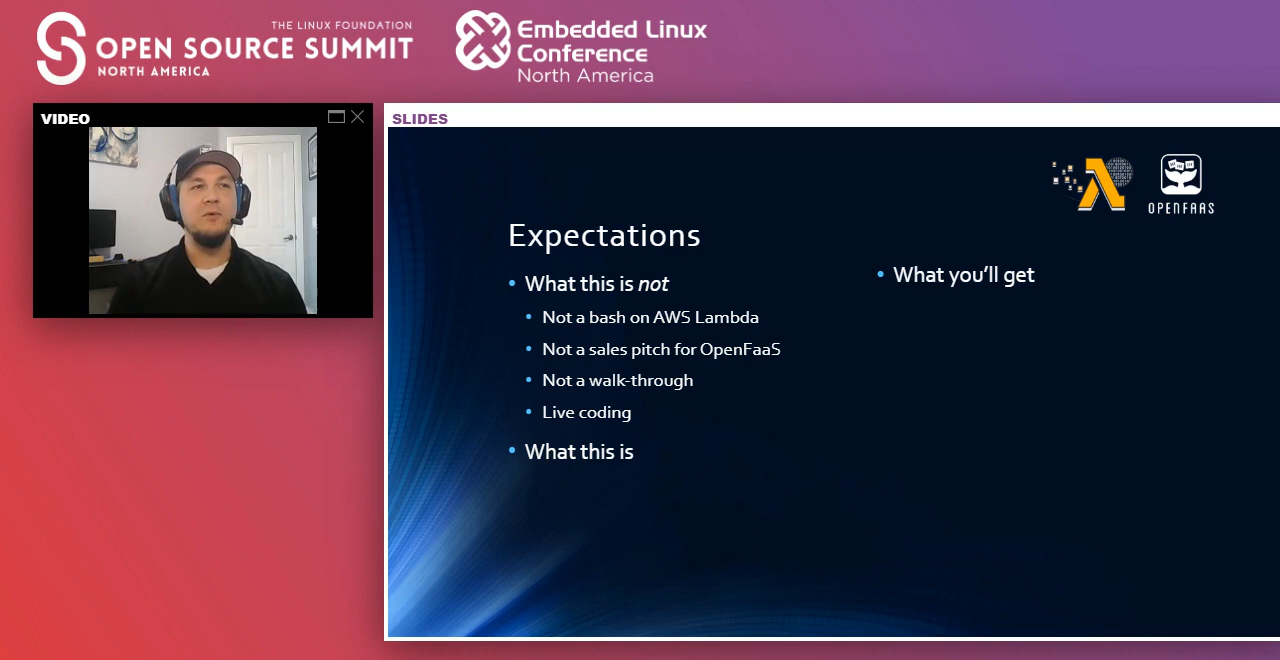 THE LINUX FOUNDATION
OPEN SOURCE SUMMIT
NORTH AMERICA
Embedded Linux
Conference
North America
VIDEO
SLIDES
OPENFAAS
Expectations
What this is not
Not a bash on AWS Lambda
Not a sales pitch for OpenFaaS
Not a walk-through
Live coding
What this is
What you’ll get